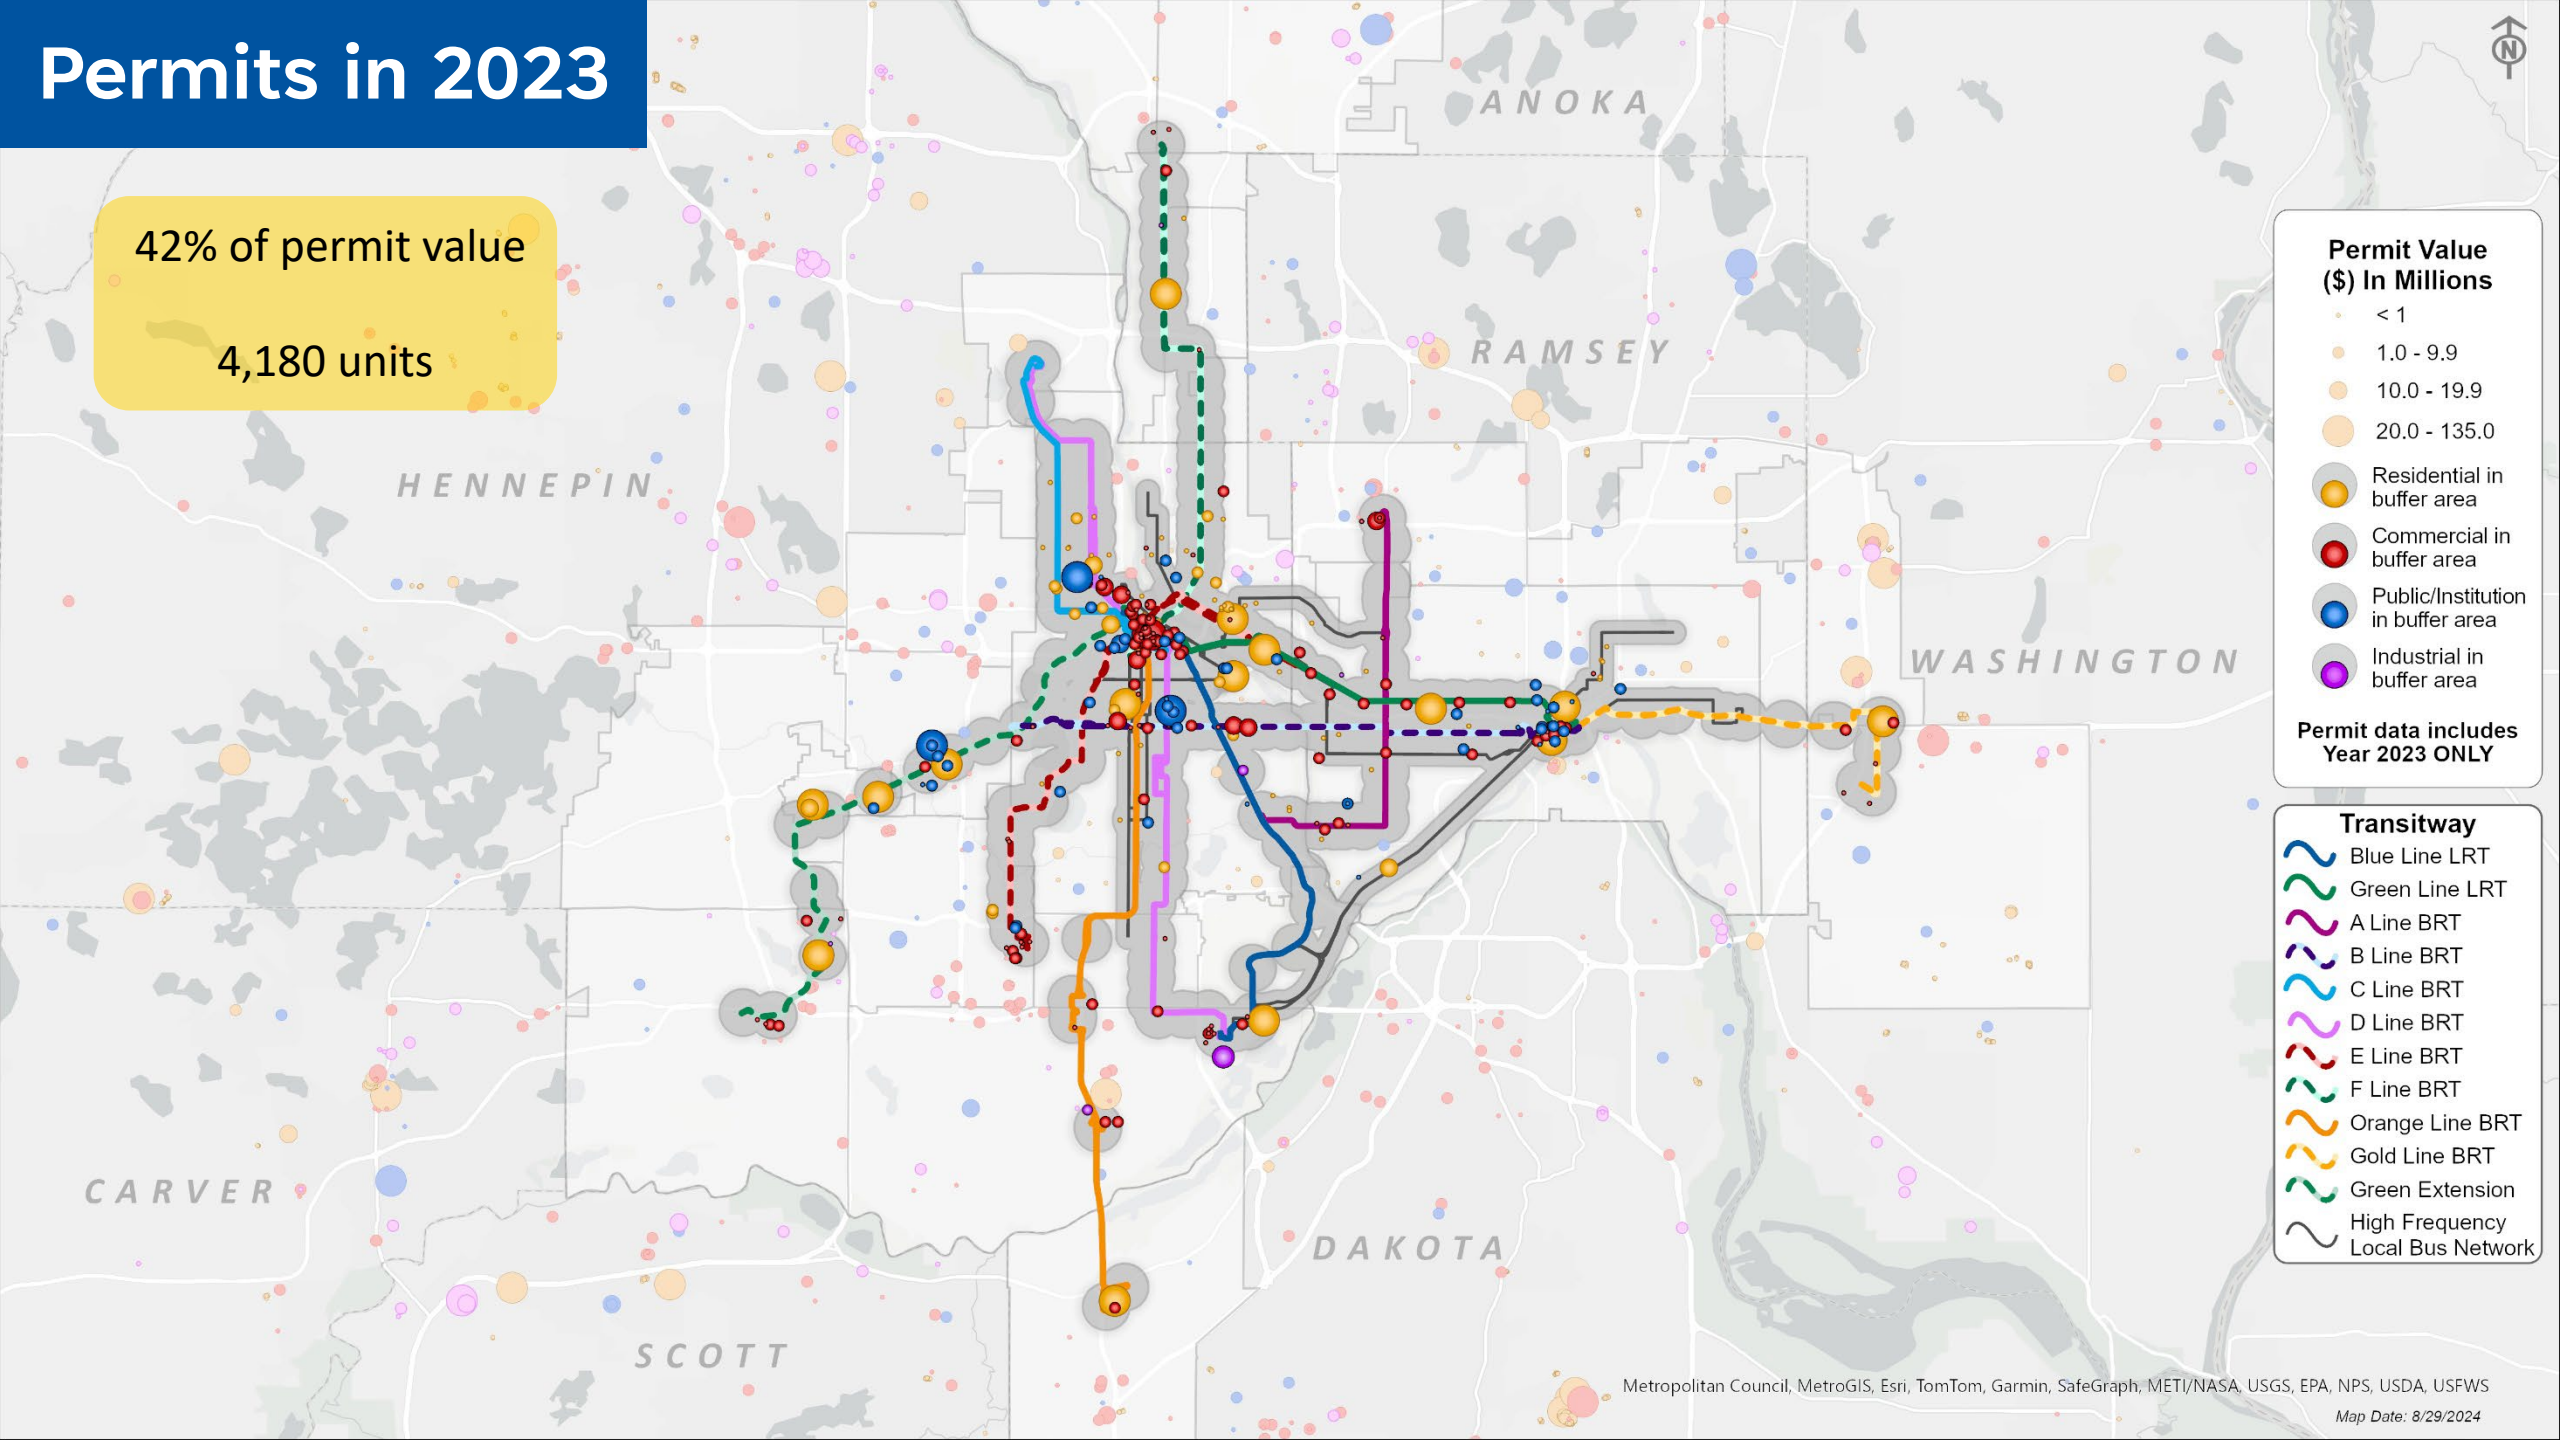 Permits in 2023
42% of permit value
4,180 units
N
ANOKA
RAMSEY
HENNEPIN
WASHINGTON
CARVER
DAKOTA
SCOTT
Permit Value
($) In Millions
< 1
1.0 - 9.9
10.0 - 19.9
20.0 - 135.0
Residential in
buffer area
Commercial in
buffer area
Public/Institution
in buffer area
Industrial in
buffer area
Permit data includes
Year 2023 ONLY
Transitway
Blue Line LRT
Green Line LRT
A Line BRT
B Line BRT
C Line BRT
D Line BRT
E Line BRT
F Line BRT
Orange Line BRT
Gold Line BRT
Green Extension
High Frequency
Local Bus Network
Metropolitan Council, MetroGIS, Esri, TomTom, Garmin, SafeGraph, METI/NASA, USGS, EPA, NPS, USDA, USFWS
Map Date: 8/29/2024